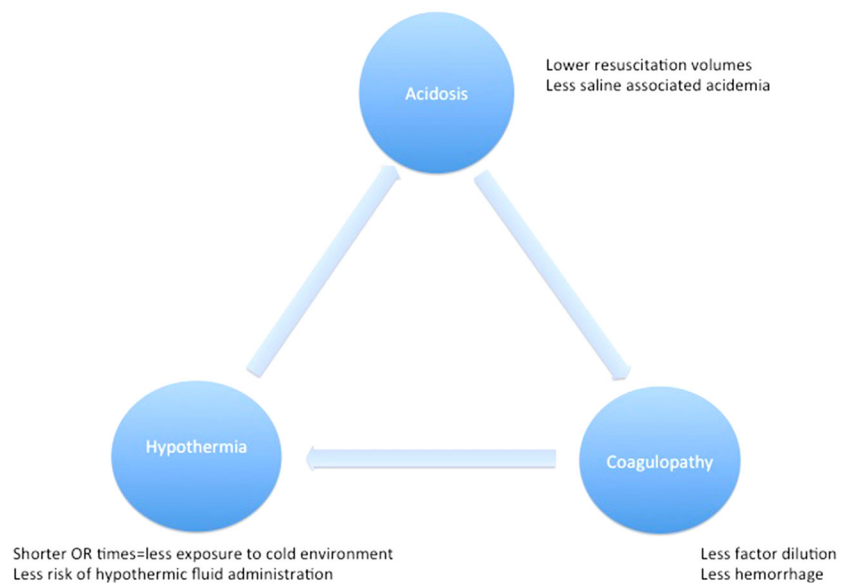 Acidosis
Lower resuscitation volumes
Less saline associated acidemia
Hypothermia
Coagulopathy
Shorter OR times=less exposure to cold environment
Less risk of hypothermic fluid administration
Less factor dilution
Less hemorrhage